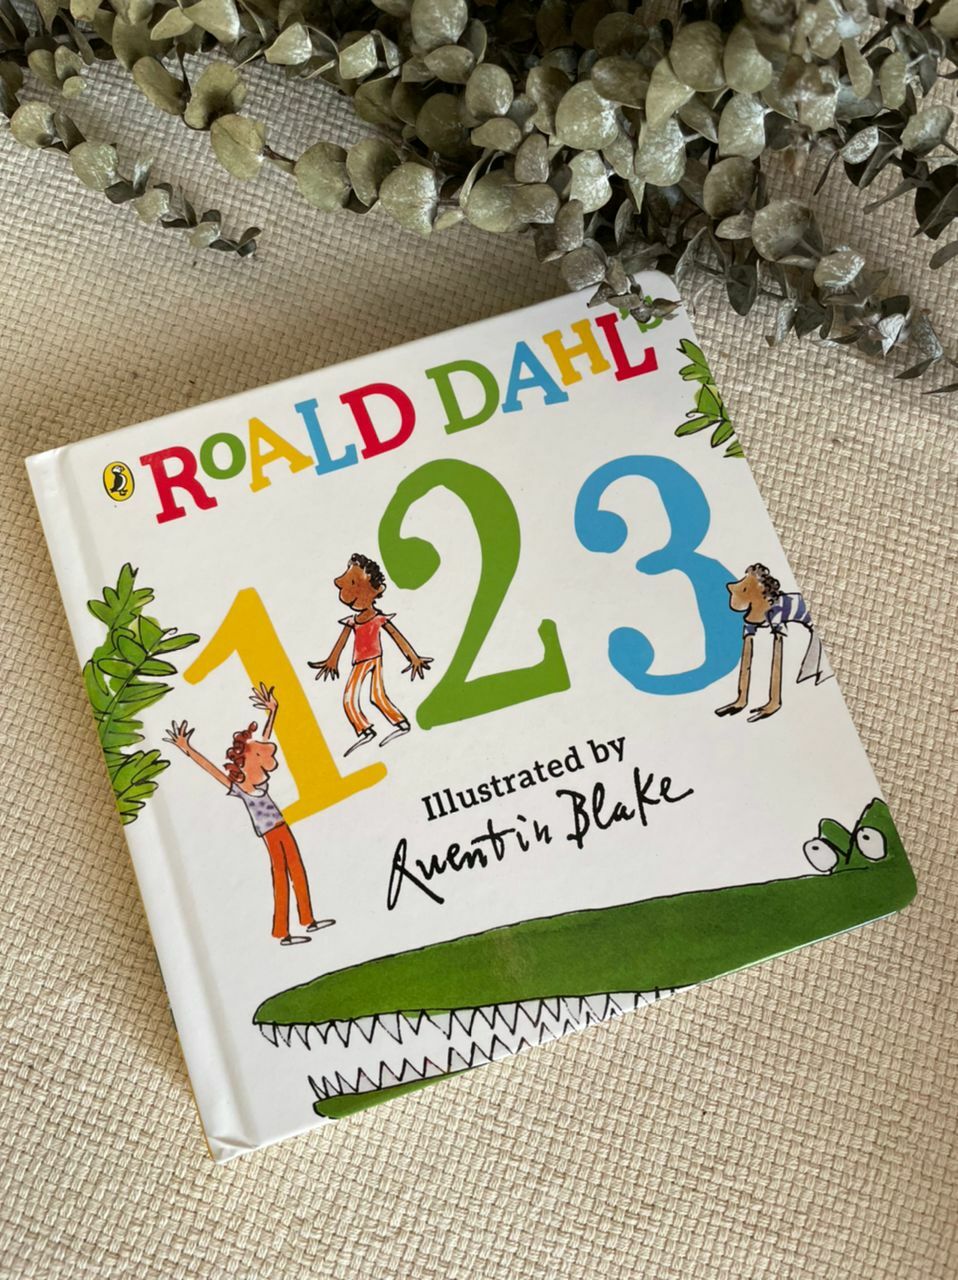 ROALD DAHL's
123
Illustrated by
Quentin Blake